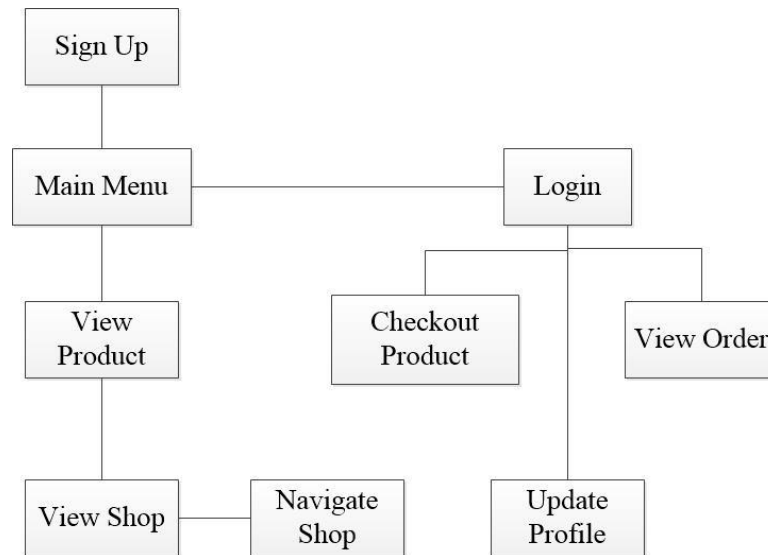 Sign Up
Main Menu
Login
View
Product
Checkout
Product
View Order
View Shop
Navigate
Shop
Update
Profile